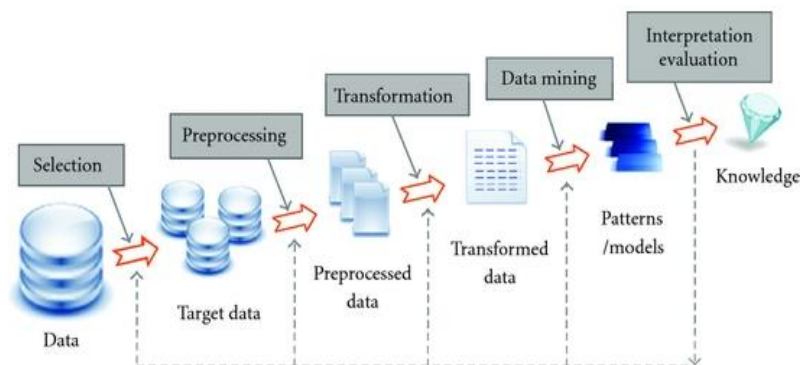 Interpretation
evaluation
Data mining
Transformation
Preprocessing
Selection
Knowledge
Patterns
/models
Transformed
data
Preprocessed
data
Target data
Data